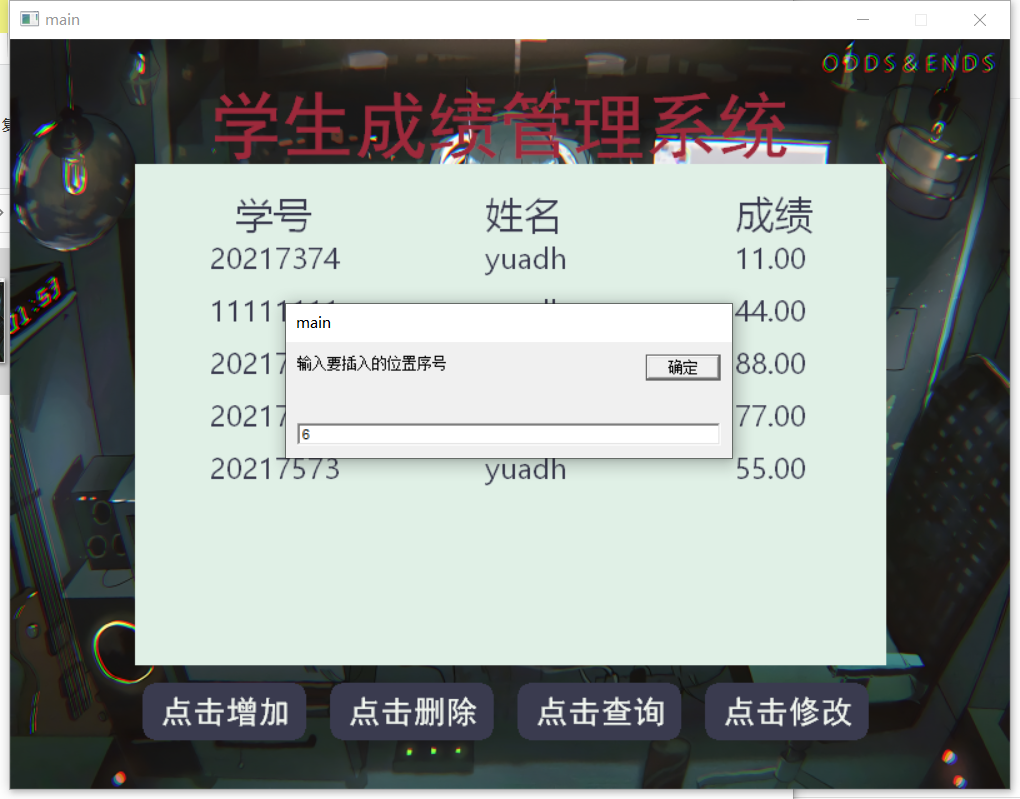 main
ODDS&ENDS
学生成绩管理系统
学号 姓名 成绩
20217374 yuadh 11.00
44.00
88.00
77.00
20217573 yuadh 55.00
main
输入要插入的位置序号
确定
6
11:53
点击增加 点击删除 点击查询 点击修改